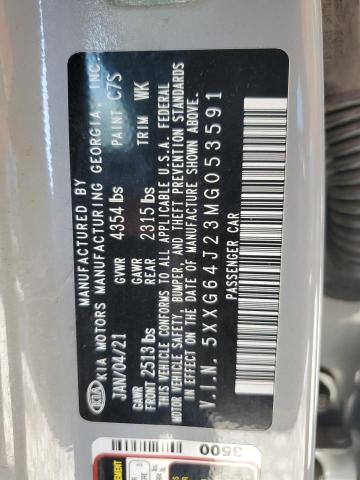 MANUFACTURED BY
KIA KIA MOTORS MANUFACTURING GEORGIA, INC.
JAN/04/21 GVWR 4354 lbs PAINT C7S
GAWR FRONT 2513 lbs GAWR REAR 2315 lbs TRIM WK
THIS VEHICLE CONFORMS TO ALL APPLICABLE U.S.A. FEDERAL
MOTOR VEHICLE SAFETY, BUMPER, AND THEFT PREVENTION STANDARDS
IN EFFECT ON THE DATE OF MANUFACTURE SHOWN ABOVE.
V.I.N. 5XXG64J23MG053591
PASSENGER CAR
3500